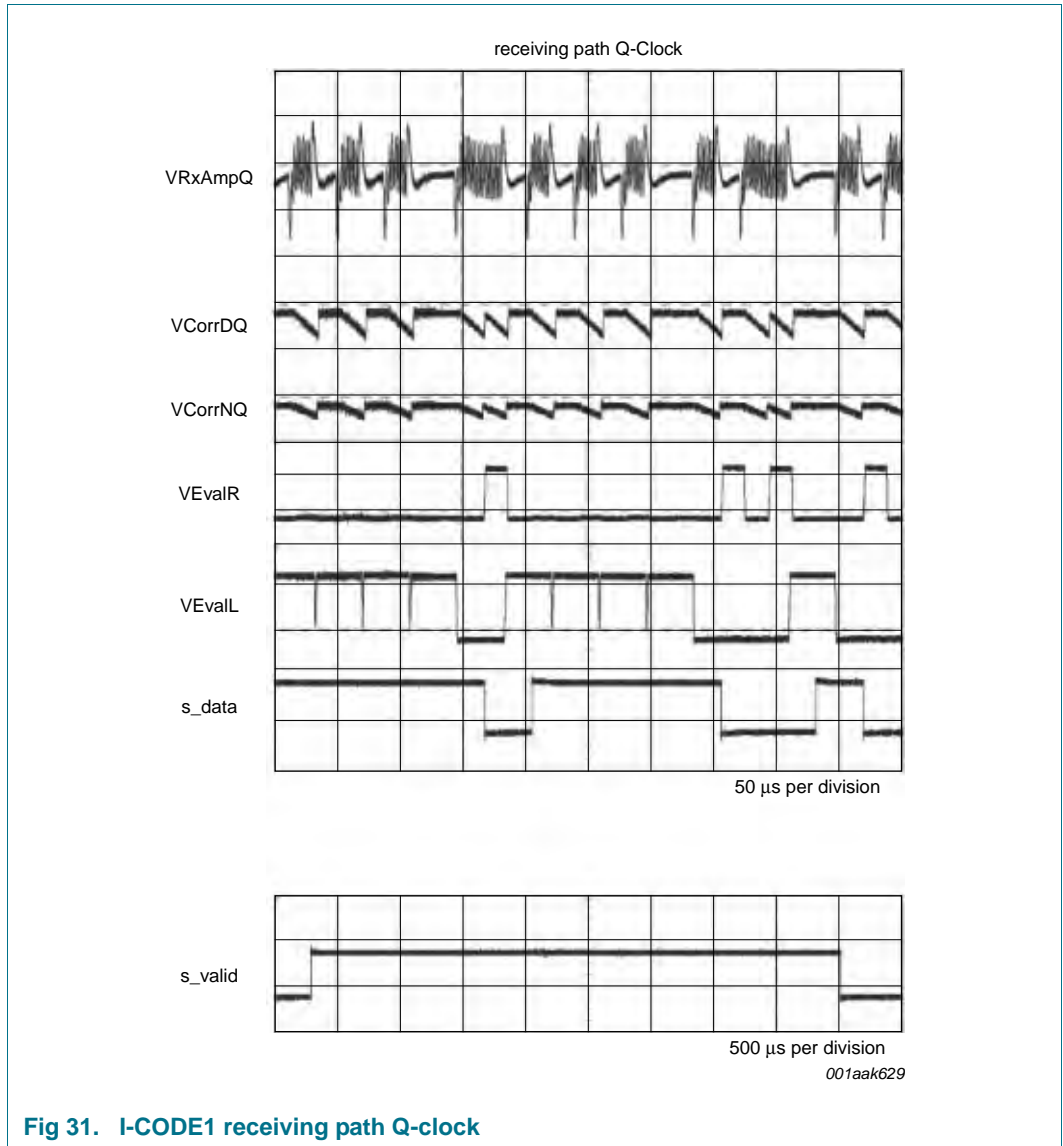 receiving path Q-Clock
VRxAmpQ
VCorrDQ
VCorrNQ
VEvalR
VEvalL
s_data
50 μs per division
s_valid
500 μs per division
001aak629
Fig 31. I-CODE1 receiving path Q-clock